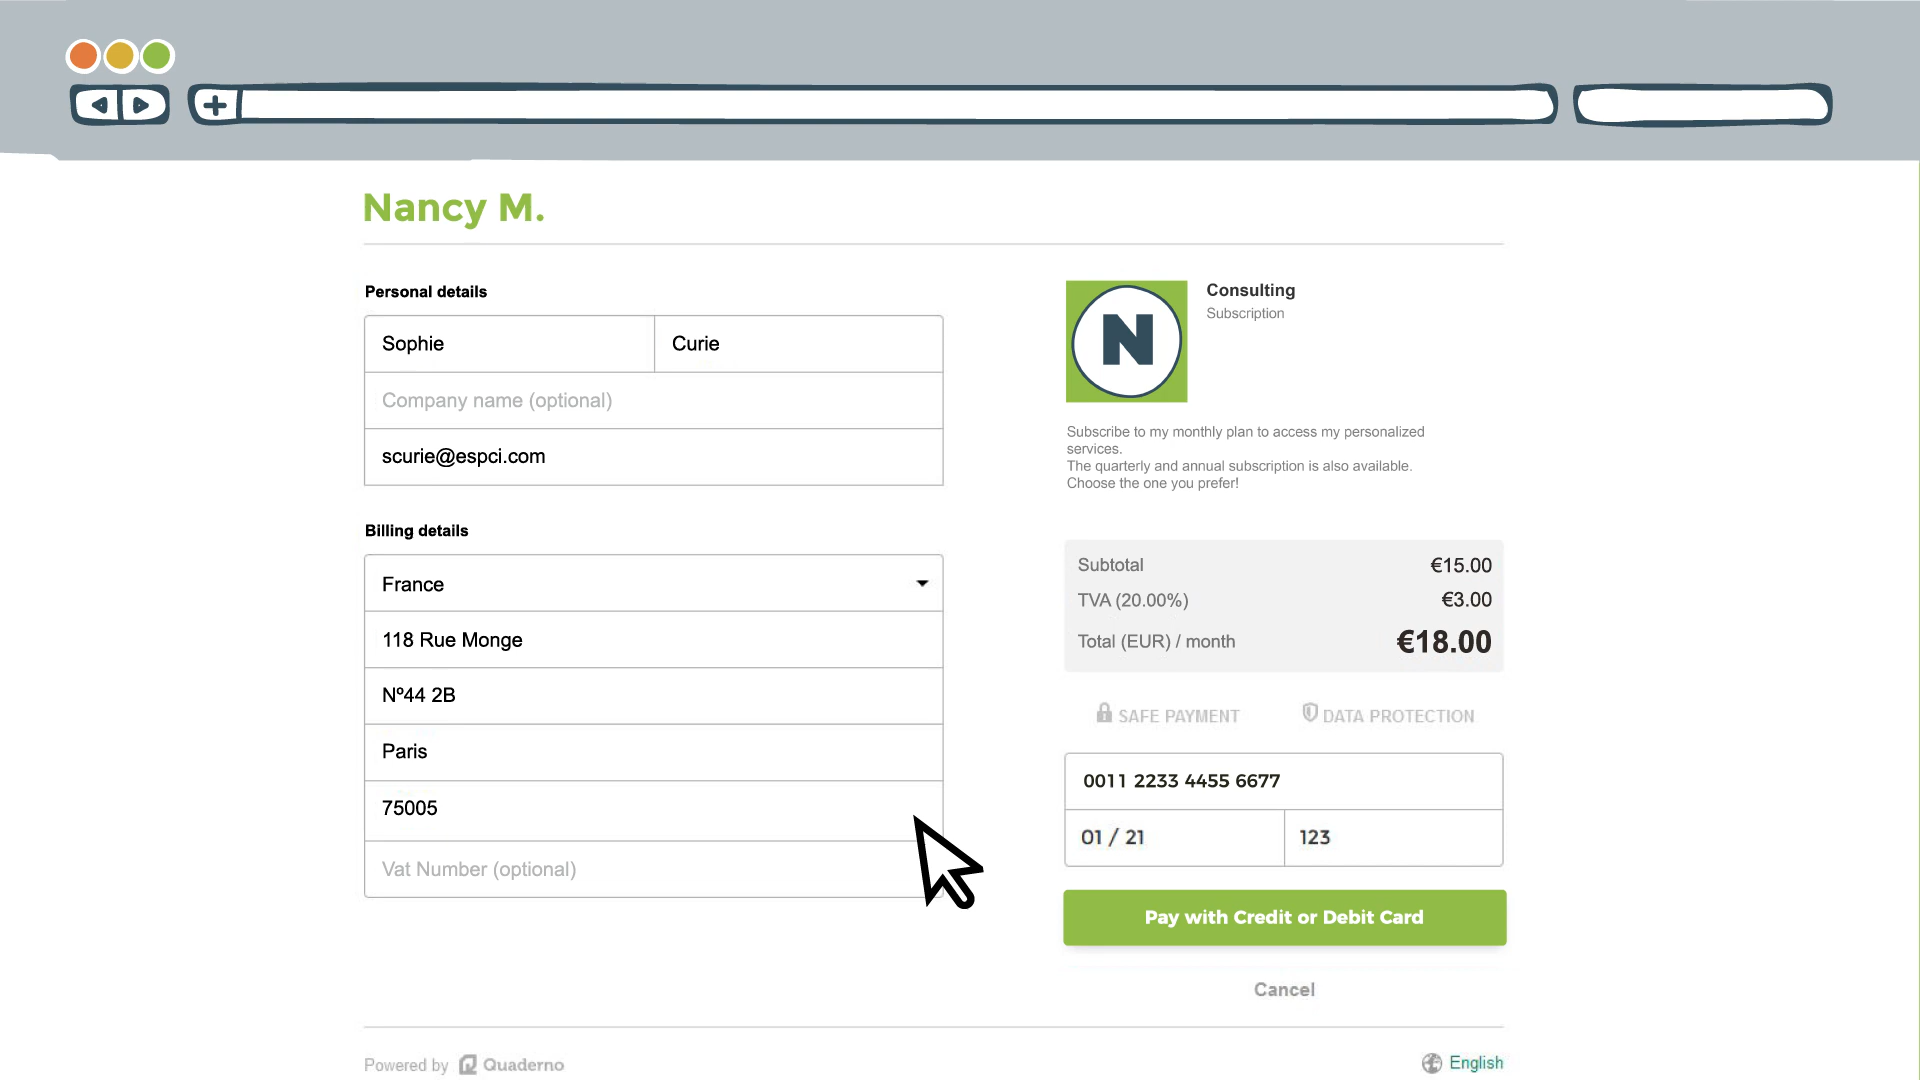 Nancy M.
Personal details
Sophie
Curie
Company name (optional)
scurie@espci.com
Billing details
France
118 Rue Monge
Nº44 2B
Paris
75005
Vat Number (optional)
N
Consulting
Subscription
Subscribe to my monthly plan to access my personalized
services.
The quarterly and annual subscription is also available.
Choose the one you prefer!
Subtotal €15.00
TVA (20.00%) €3.00
Total (EUR) / month €18.00
SAFE PAYMENT
DATA PROTECTION
0011 2233 4455 6677
01 / 21
123
Pay with Credit or Debit Card
Cancel
Powered by Quaderno
English